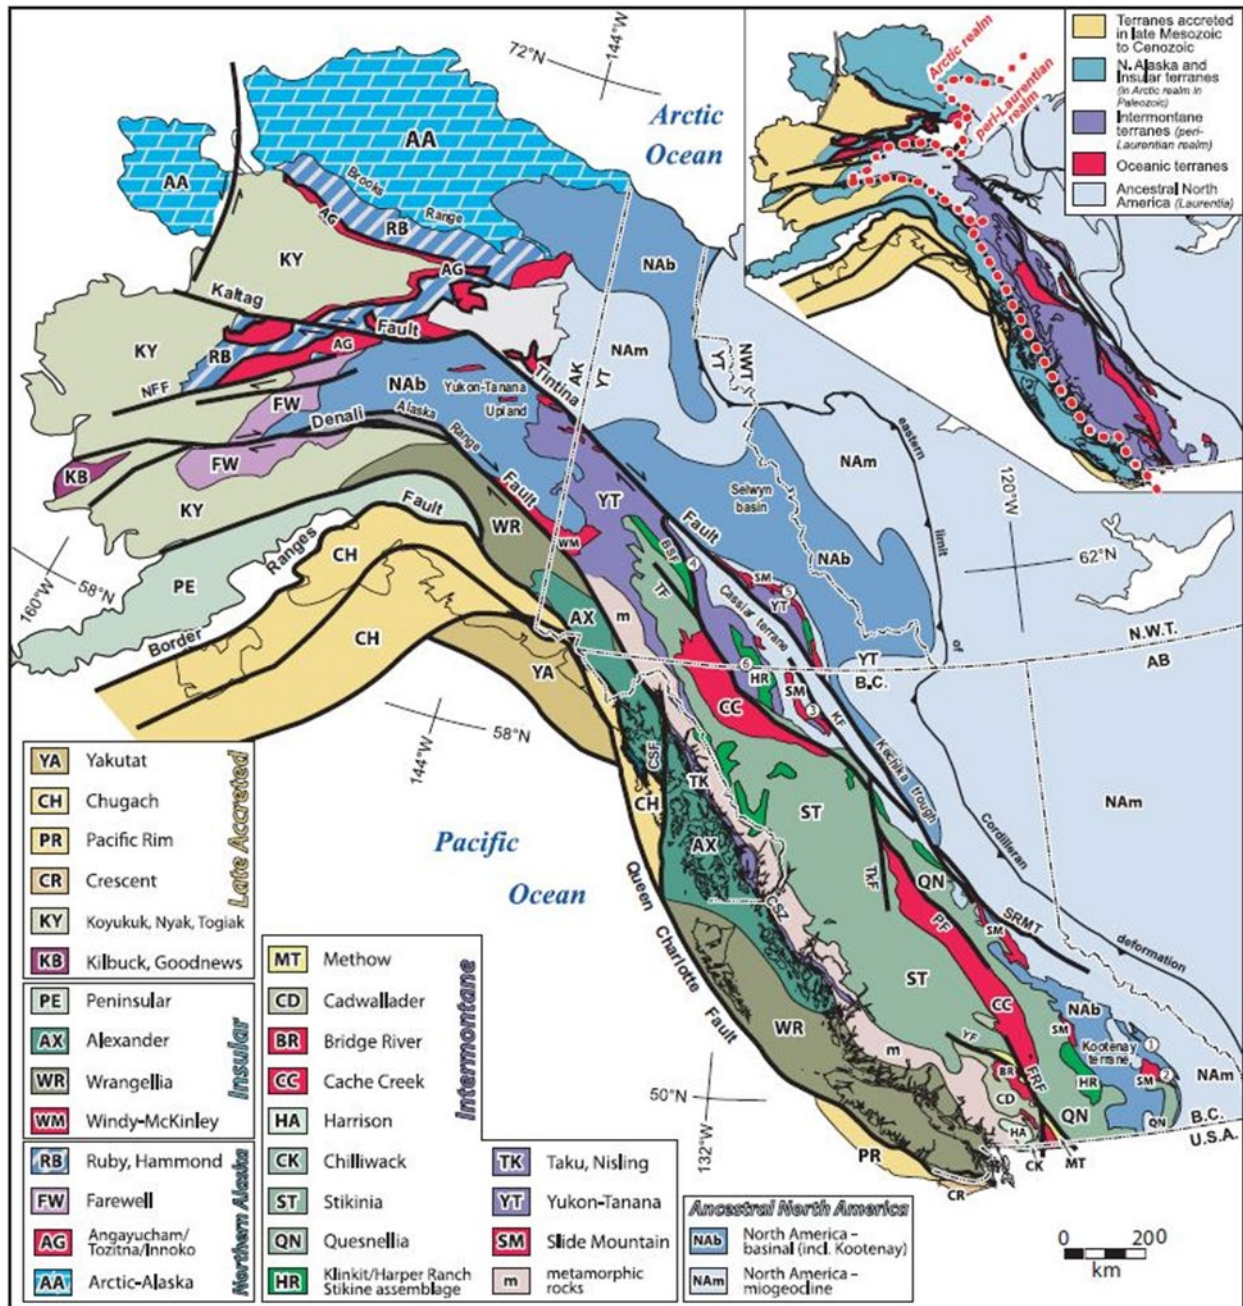 72°N
144°W
Arctic
Ocean
AA
AA
Brooks
Range
AG
RB
NAb
KY
AG
Kaltag
Fault
KY
RB
AG
NFF
NAb
Yukon-Tanana
Upland
Tintina
AK
YT
NAm
NWT
YT
FW
Denali
Alaska
Range
Fault
KB
FW
KY
Fault
WR
WM
YT
Fault
Selwyn
basin
NAm
eastern
limit
of
120°W
62°N
NAb
160°W
58°N
PE
Ranges
Border
CH
CH
AX
m
TF
BSF
4
SM
5
YT
Cassiar terrane
YT
N.W.T.
AB
B.C.
YA
6
HR
SM
3
KF
CC
Kechika trough
144°W
58°N
CSF
CH
TK
AX
ST
NAm
Cordilleran
deformation
Pacific
Ocean
Queen
Charlotte
Fault
CSZ
TkF
QN
PF
SM
SRMT
WR
ST
CC
NAb
SM
Kootenay
terrane
1
SM
2
NAm
m
YF
BR
FRF
CD
HR
HA
QN
QN
B.C.
U.S.A.
50°N
132°W
PR
CR
CK
MT
0 200
km
Terranes accreted
in late Mesozoic
to Cenozoic
N. Alaska and
Insular terranes
(in Arctic realm in
Paleozoic)
Intermontane
terranes (peri-
Laurentian realm)
Oceanic terranes
Ancestral North
America (Laurentia)
Arctic realm
peri-Laurentian
realm
YA Yakutat
CH Chugach
PR Pacific Rim
CR Crescent
KY Koyukuk, Nyak, Togiak
KB Kilbuck, Goodnews
Late Accreted
PE Peninsular
AX Alexander
WR Wrangellia
WM Windy-McKinley
Insular
RB Ruby, Hammond
FW Farewell
AG Angayucham/
Tozitna/Innoko
AA Arctic-Alaska
Northern Alaska
MT Methow
CD Cadwallader
BR Bridge River
CC Cache Creek
HA Harrison
CK Chilliwack
ST Stikinia
QN Quesnellia
HR Klinkit/Harper Ranch
Stikine assemblage
Intermontane
TK Taku, Nisling
YT Yukon-Tanana
SM Slide Mountain
m metamorphic
rocks
Ancestral North America
NAb North America –
basinal (incl. Kootenay)
NAm North America –
miogeocline